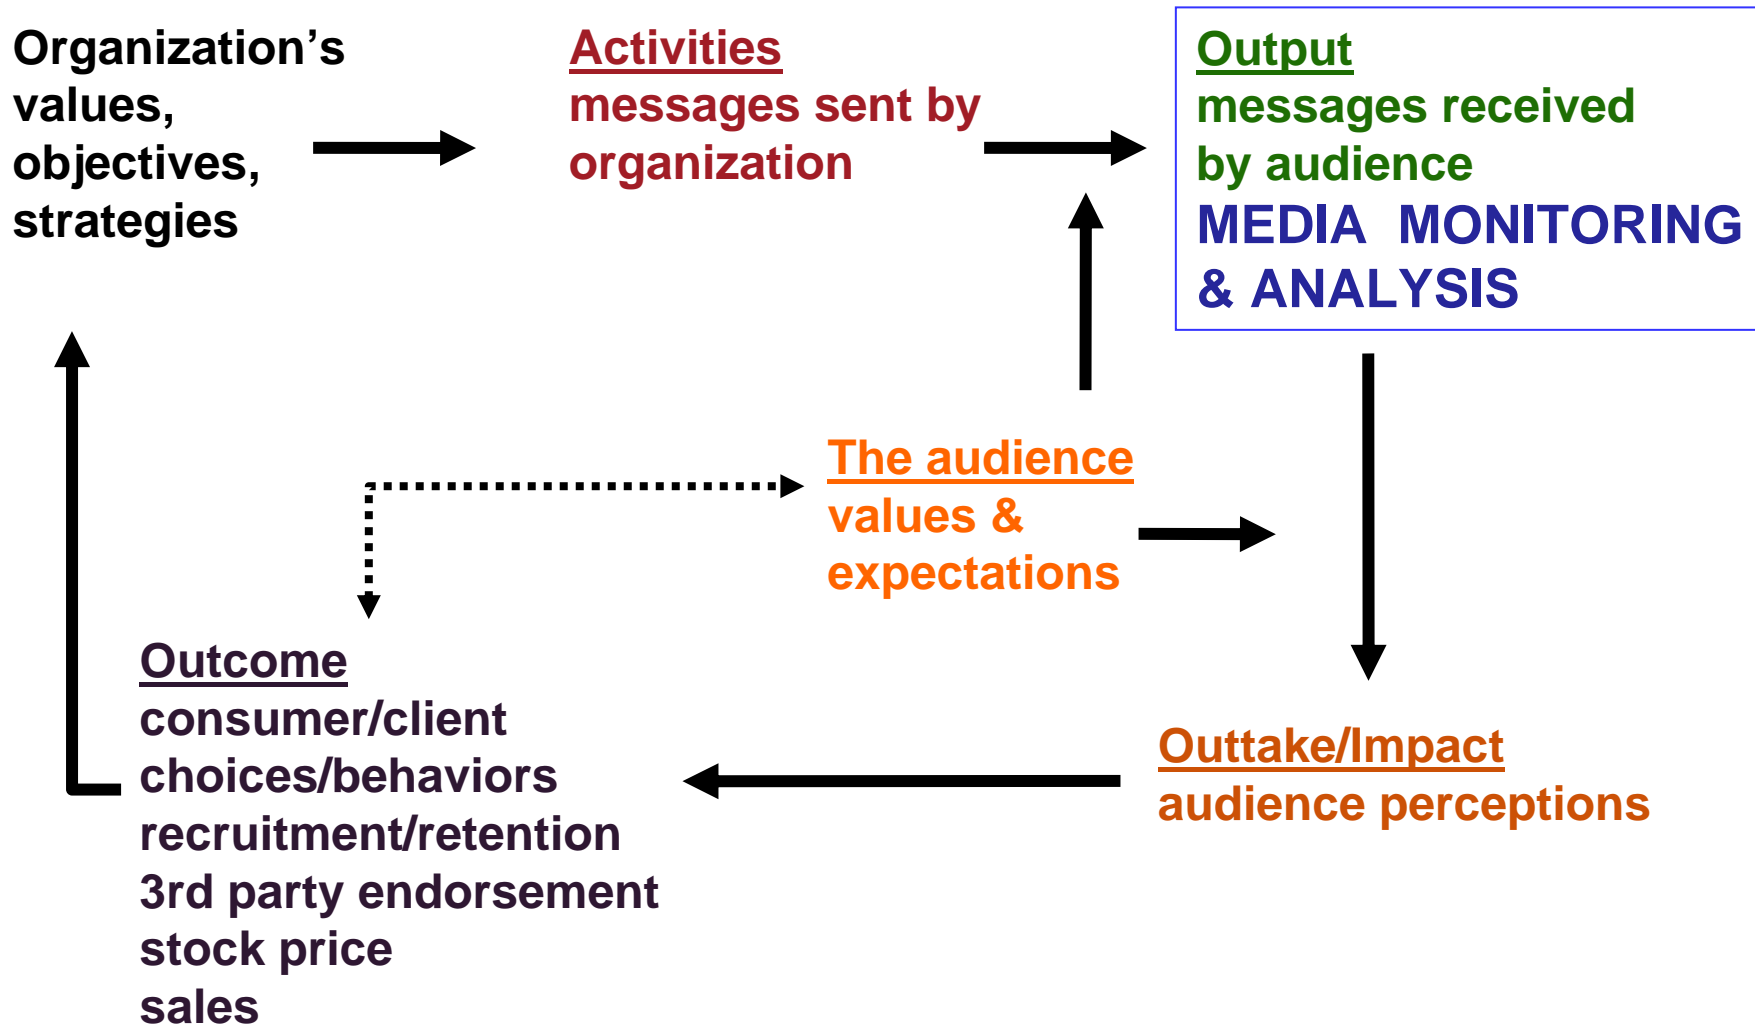 Organization’s
values,
objectives,
strategies
Activities
messages sent by
organization
Output
messages received
by audience
MEDIA MONITORING
& ANALYSIS
The audience
values &
expectations
Outcome
consumer/client
choices/behaviors
recruitment/retention
3rd party endorsement
stock price
sales
Outtake/Impact
audience perceptions